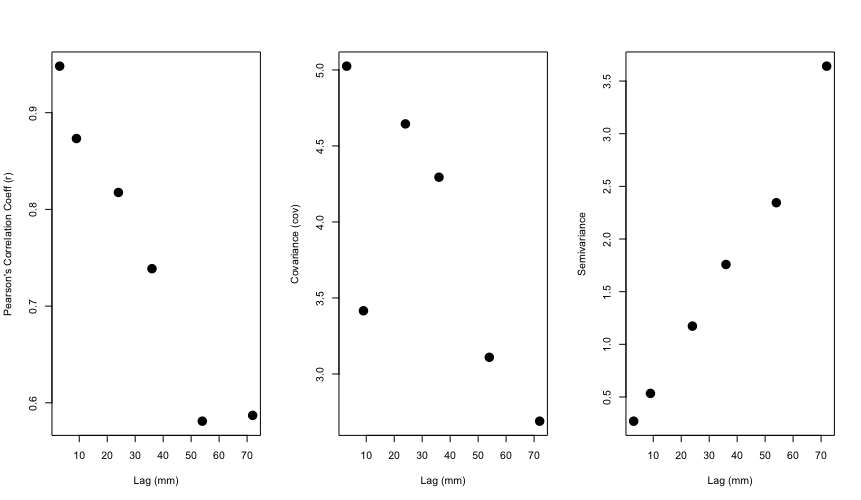 Pearson's Correlation Coeff (r)
0.6 0.7 0.8 0.9
10 20 30 40 50 60 70
Lag (mm)
Covariance (cov)
3.0 3.5 4.0 4.5 5.0
10 20 30 40 50 60 70
Lag (mm)
Semivariance
0.5 1.0 1.5 2.0 2.5 3.0 3.5
10 20 30 40 50 60 70
Lag (mm)